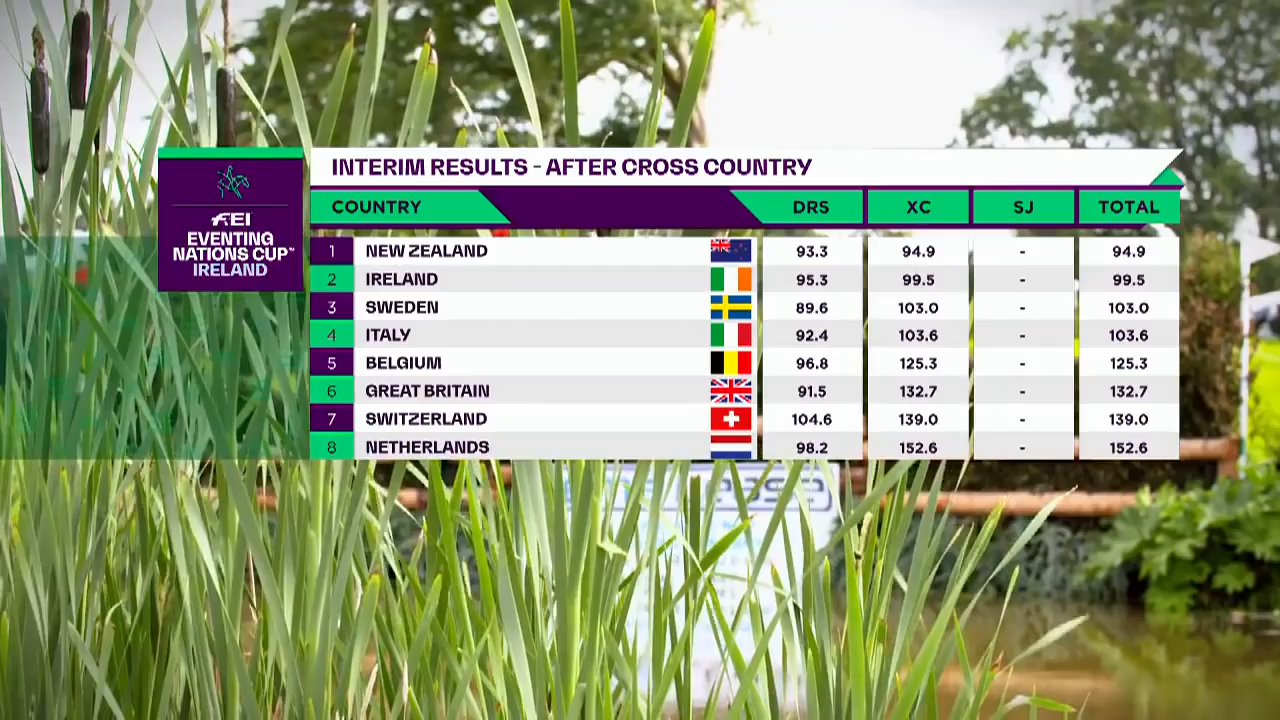 INTERIM RESULTS - AFTER CROSS COUNTRY
FEI
EVENTING
NATIONS CUP™
IRELAND
COUNTRY DRS XC SJ TOTAL
1 NEW ZEALAND 93.3 94.9 - 94.9
2 IRELAND 95.3 99.5 - 99.5
3 SWEDEN 89.6 103.0 - 103.0
4 ITALY 92.4 103.6 - 103.6
5 BELGIUM 96.8 125.3 - 125.3
6 GREAT BRITAIN 91.5 132.7 - 132.7
7 SWITZERLAND 104.6 139.0 - 139.0
8 NETHERLANDS 98.2 152.6 - 152.6